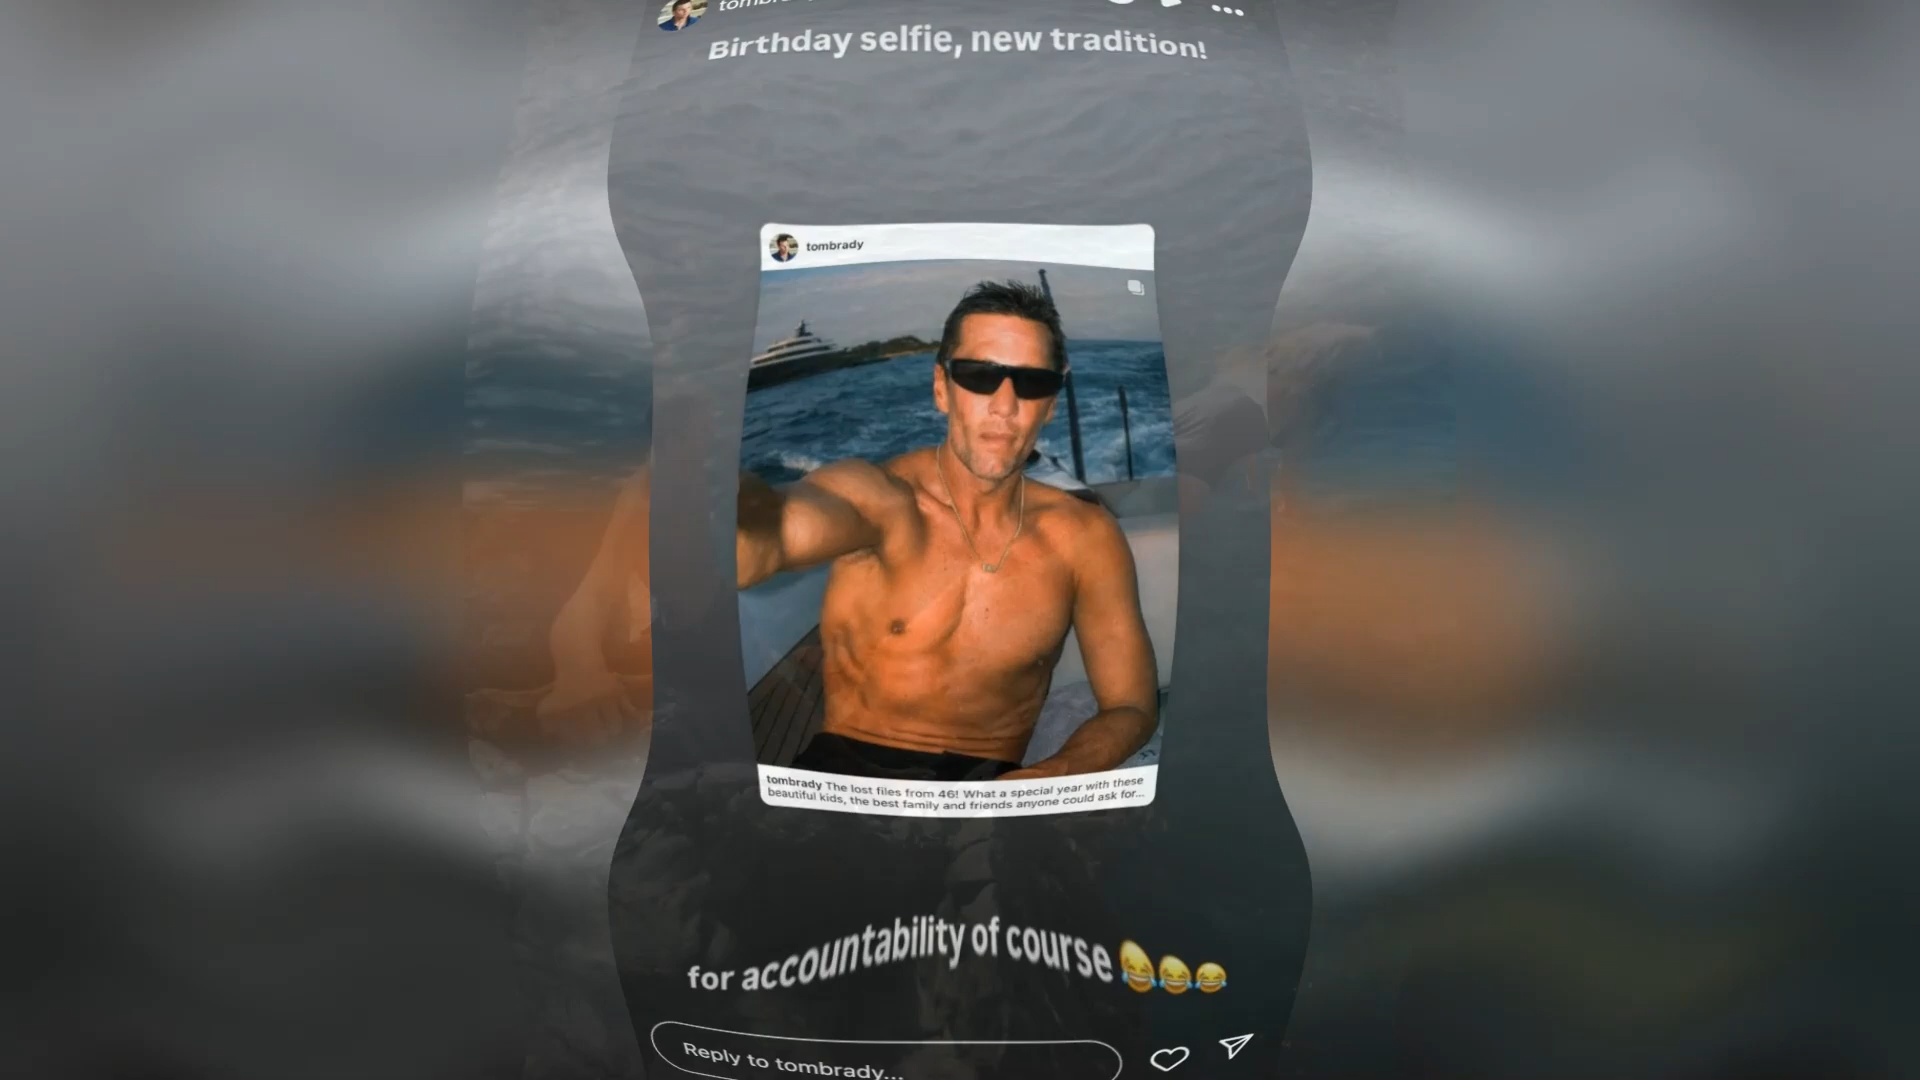 Birthday selfie, new tradition!
tombrady
tombrady The lost files from 46! What a special year with these
beautiful kids, the best family and friends anyone could ask for...
for accountability of course 😂😂😂
Reply to tombrady...